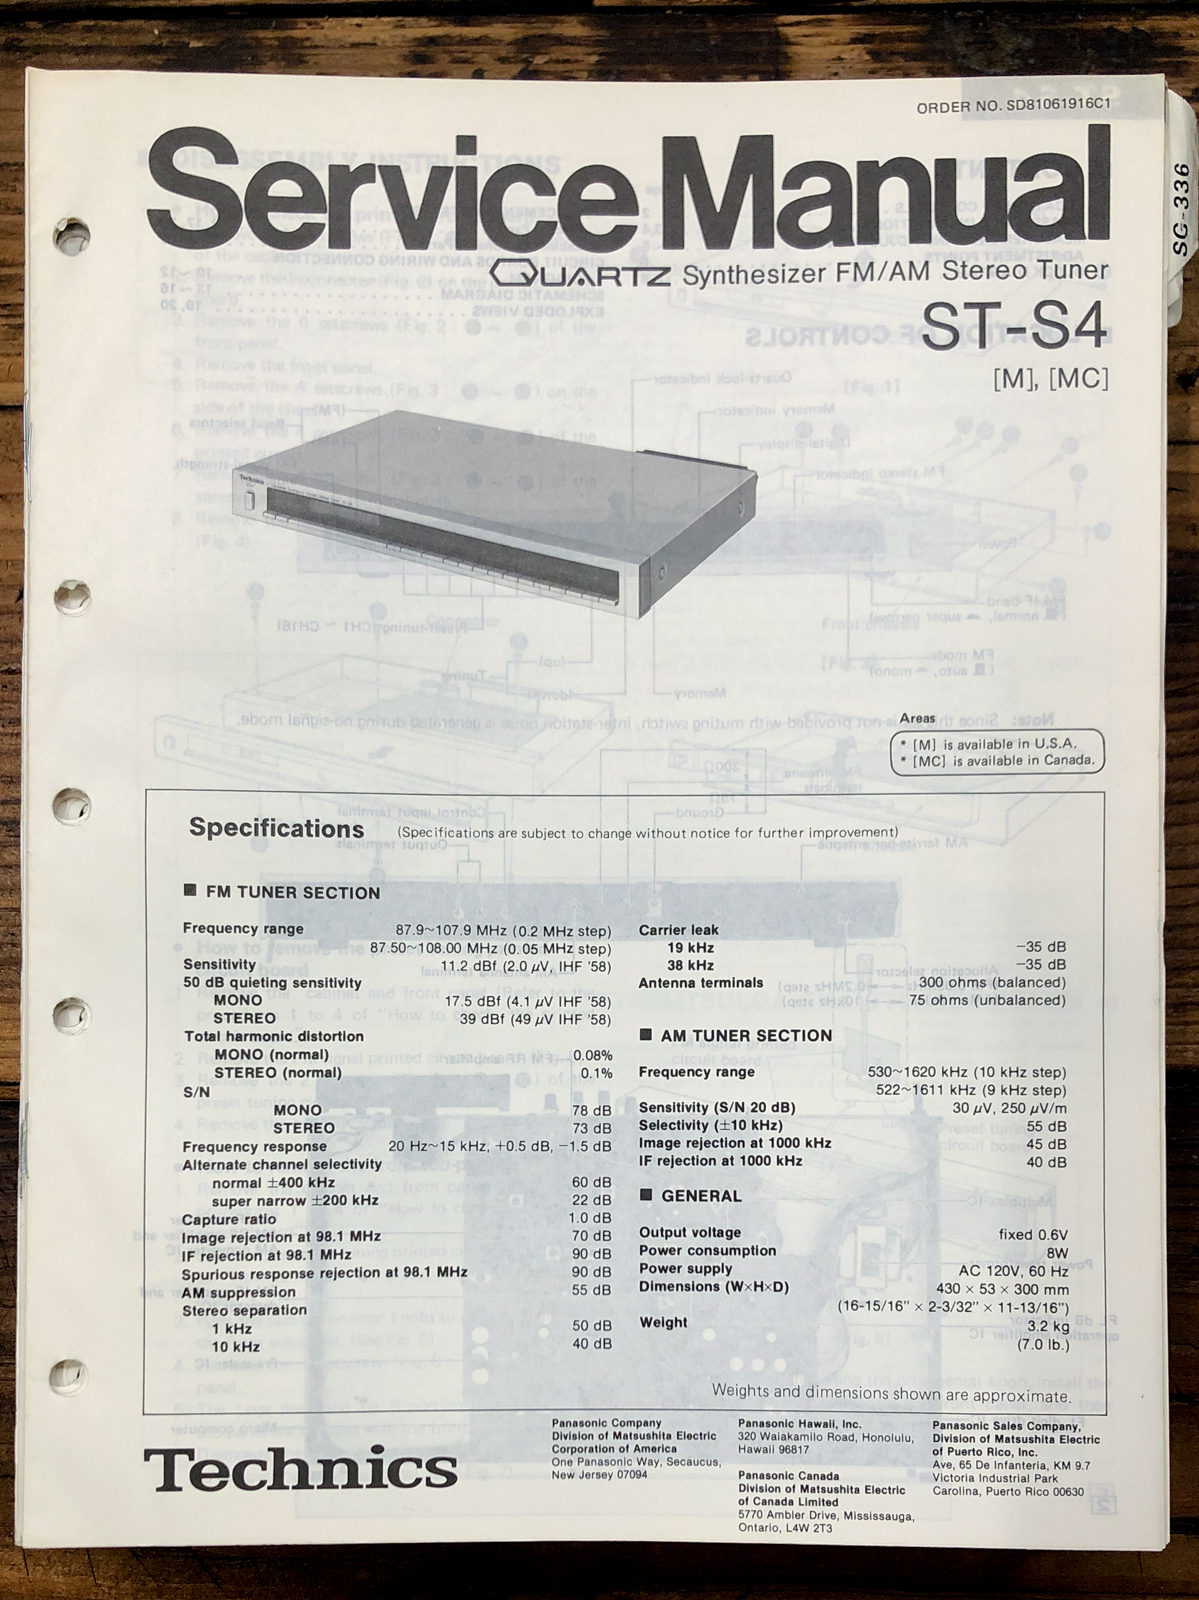 ORDER NO. SD81061916C1
Service Manual
SG-336
QUARTZ Synthesizer FM/AM Stereo Tuner
ST-S4
[M], [MC]
Technics
Areas
* [M] is available in U.S.A.
* [MC] is available in Canada.
Specifications (Specifications are subject to change without notice for further improvement)
■ FM TUNER SECTION
Frequency range 87.9~107.9 MHz (0.2 MHz step)
87.50~108.00 MHz (0.05 MHz step)
Sensitivity 11.2 dBf (2.0 µV, IHF '58)
50 dB quieting sensitivity
MONO 17.5 dBf (4.1 µV IHF '58)
STEREO 39 dBf (49 µV IHF '58)
Total harmonic distortion
MONO (normal) 0.08%
STEREO (normal) 0.1%
S/N
MONO 78 dB
STEREO 73 dB
Frequency response 20 Hz~15 kHz, +0.5 dB, −1.5 dB
Alternate channel selectivity
normal ±400 kHz 60 dB
super narrow ±200 kHz 22 dB
Capture ratio 1.0 dB
Image rejection at 98.1 MHz 70 dB
IF rejection at 98.1 MHz 90 dB
Spurious response rejection at 98.1 MHz 90 dB
AM suppression 55 dB
Stereo separation
1 kHz 50 dB
10 kHz 40 dB
Carrier leak
19 kHz −35 dB
38 kHz −35 dB
Antenna terminals 300 ohms (balanced)
75 ohms (unbalanced)
■ AM TUNER SECTION
Frequency range 530~1620 kHz (10 kHz step)
522~1611 kHz (9 kHz step)
Sensitivity (S/N 20 dB) 30 µV, 250 µV/m
Selectivity (±10 kHz) 55 dB
Image rejection at 1000 kHz 45 dB
IF rejection at 1000 kHz 40 dB
■ GENERAL
Output voltage fixed 0.6V
Power consumption 8W
Power supply AC 120V, 60 Hz
Dimensions (W×H×D) 430 × 53 × 300 mm
(16-15/16" × 2-3/32" × 11-13/16")
Weight 3.2 kg
(7.0 lb.)
Weights and dimensions shown are approximate.
Technics
Panasonic Company
Division of Matsushita Electric
Corporation of America
One Panasonic Way, Secaucus,
New Jersey 07094
Panasonic Hawaii, Inc.
320 Waiakamilo Road, Honolulu,
Hawaii 96817
Panasonic Canada
Division of Matsushita Electric
of Canada Limited
5770 Ambler Drive, Mississauga,
Ontario, L4W 2T3
Panasonic Sales Company,
Division of Matsushita Electric
of Puerto Rico, Inc.
Ave, 65 De Infanteria, KM 9.7
Victoria Industrial Park
Carolina, Puerto Rico 00630